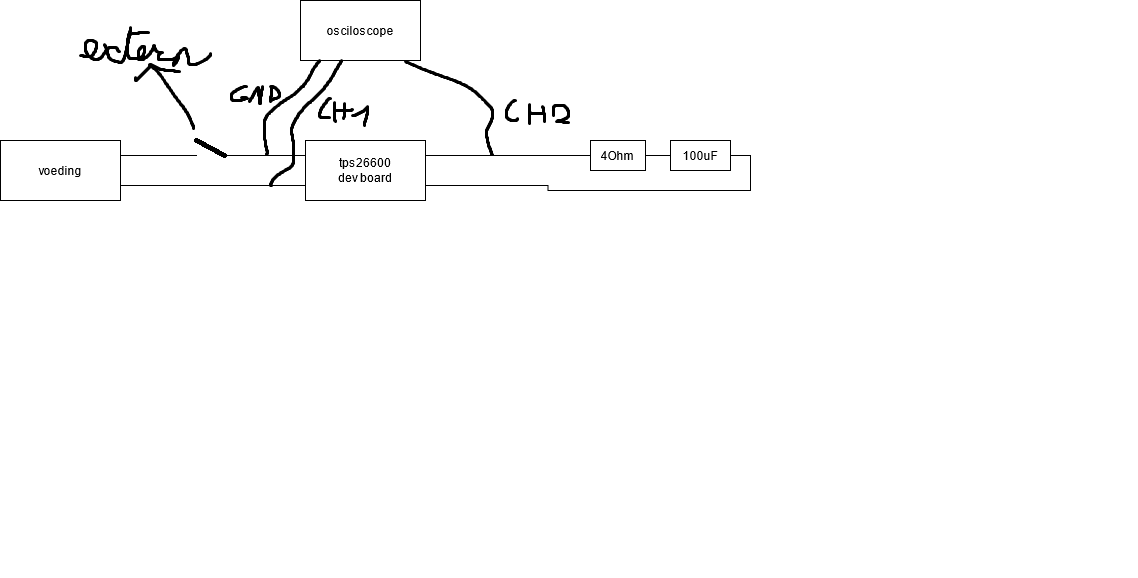 osciloscope
extern
GND
CH1
CH2
voeding
tps26600
dev board
4Ohm
100uF